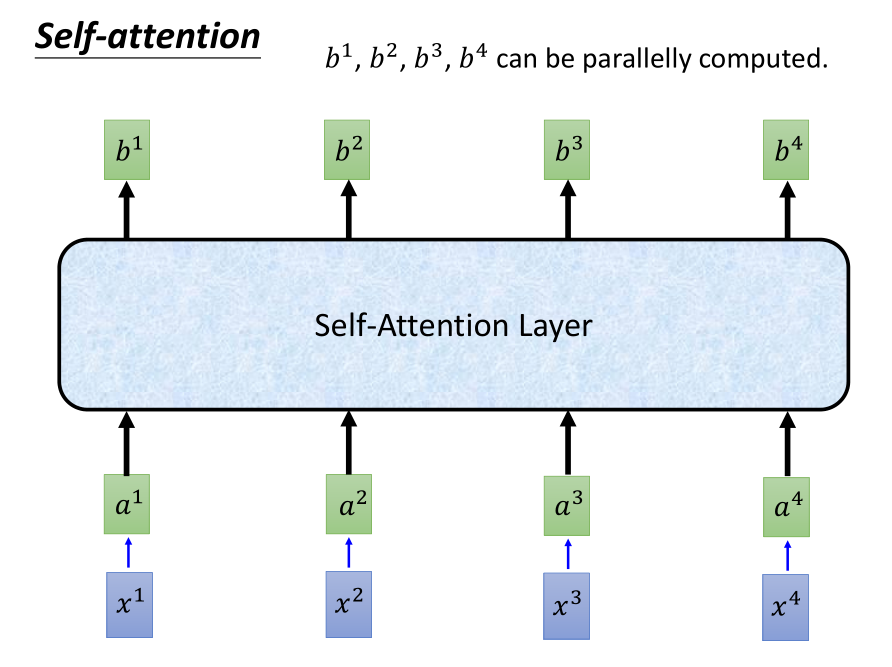 Self-attention
b¹, b², b³, b⁴ can be parallelly computed.
b¹ b² b³ b⁴
Self-Attention Layer
a¹ a² a³ a⁴
x¹ x² x³ x⁴